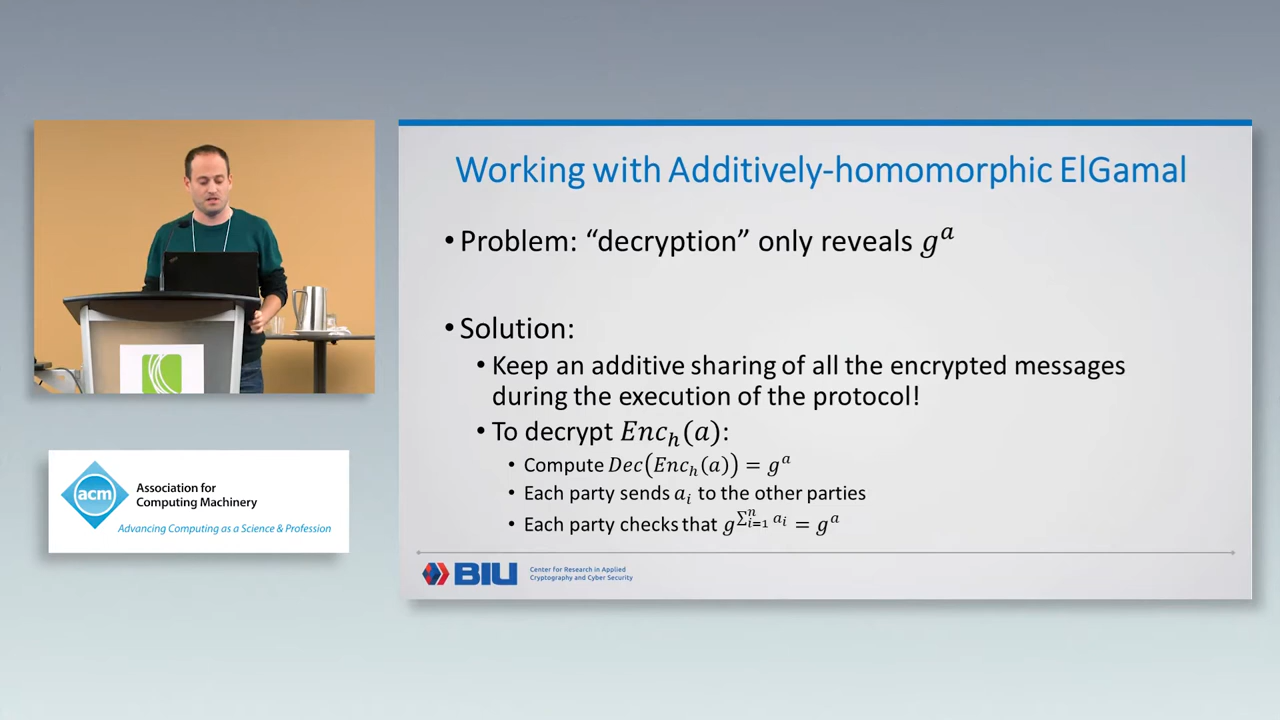 Working with Additively-homomorphic ElGamal
• Problem: “decryption” only reveals $g^a$
• Solution:
• Keep an additive sharing of all the encrypted messages
during the execution of the protocol!
• To decrypt $Enc_h(a)$:
• Compute $Dec(Enc_h(a)) = g^a$
• Each party sends $a_i$ to the other parties
• Each party checks that $g^{\sum_{i=1}^{n} a_i} = g^a$
BIU
Center for Research in Applied
Cryptography and Cyber Security
acm
Association for
Computing Machinery
Advancing Computing as a Science & Profession